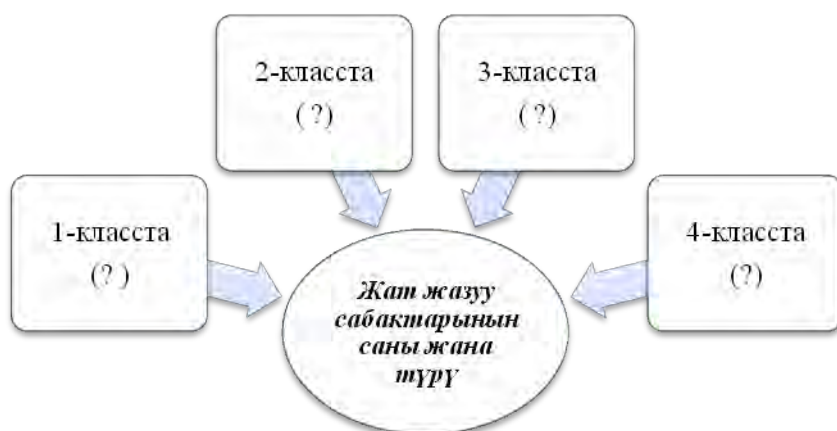 2-класста
( ?)
3-класста
(?)
1-класста
(? )
4-класста
(?)
Жат жазуу
сабактарынын
саны жана
түрү